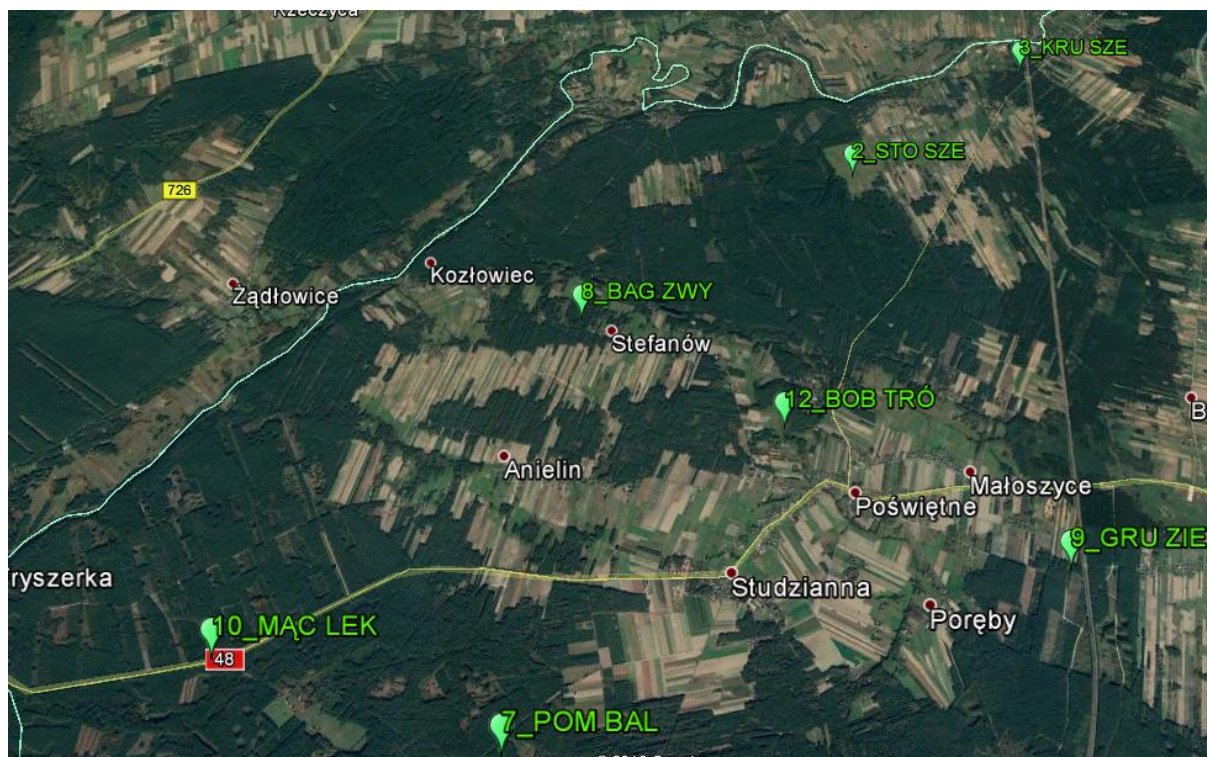 Rzeczyca
3_KRU SZE
2_STO SZE
726
Kozłowiec
Żądłowice
8_BAG ZWY
Stefanów
12_BOB TRÓ
B
Anielin
Małoszyce
Poświętne
9_GRU ZIE
ryszerka
Studzianna
Poręby
10_MĄC LEK
48
7_POM BAL